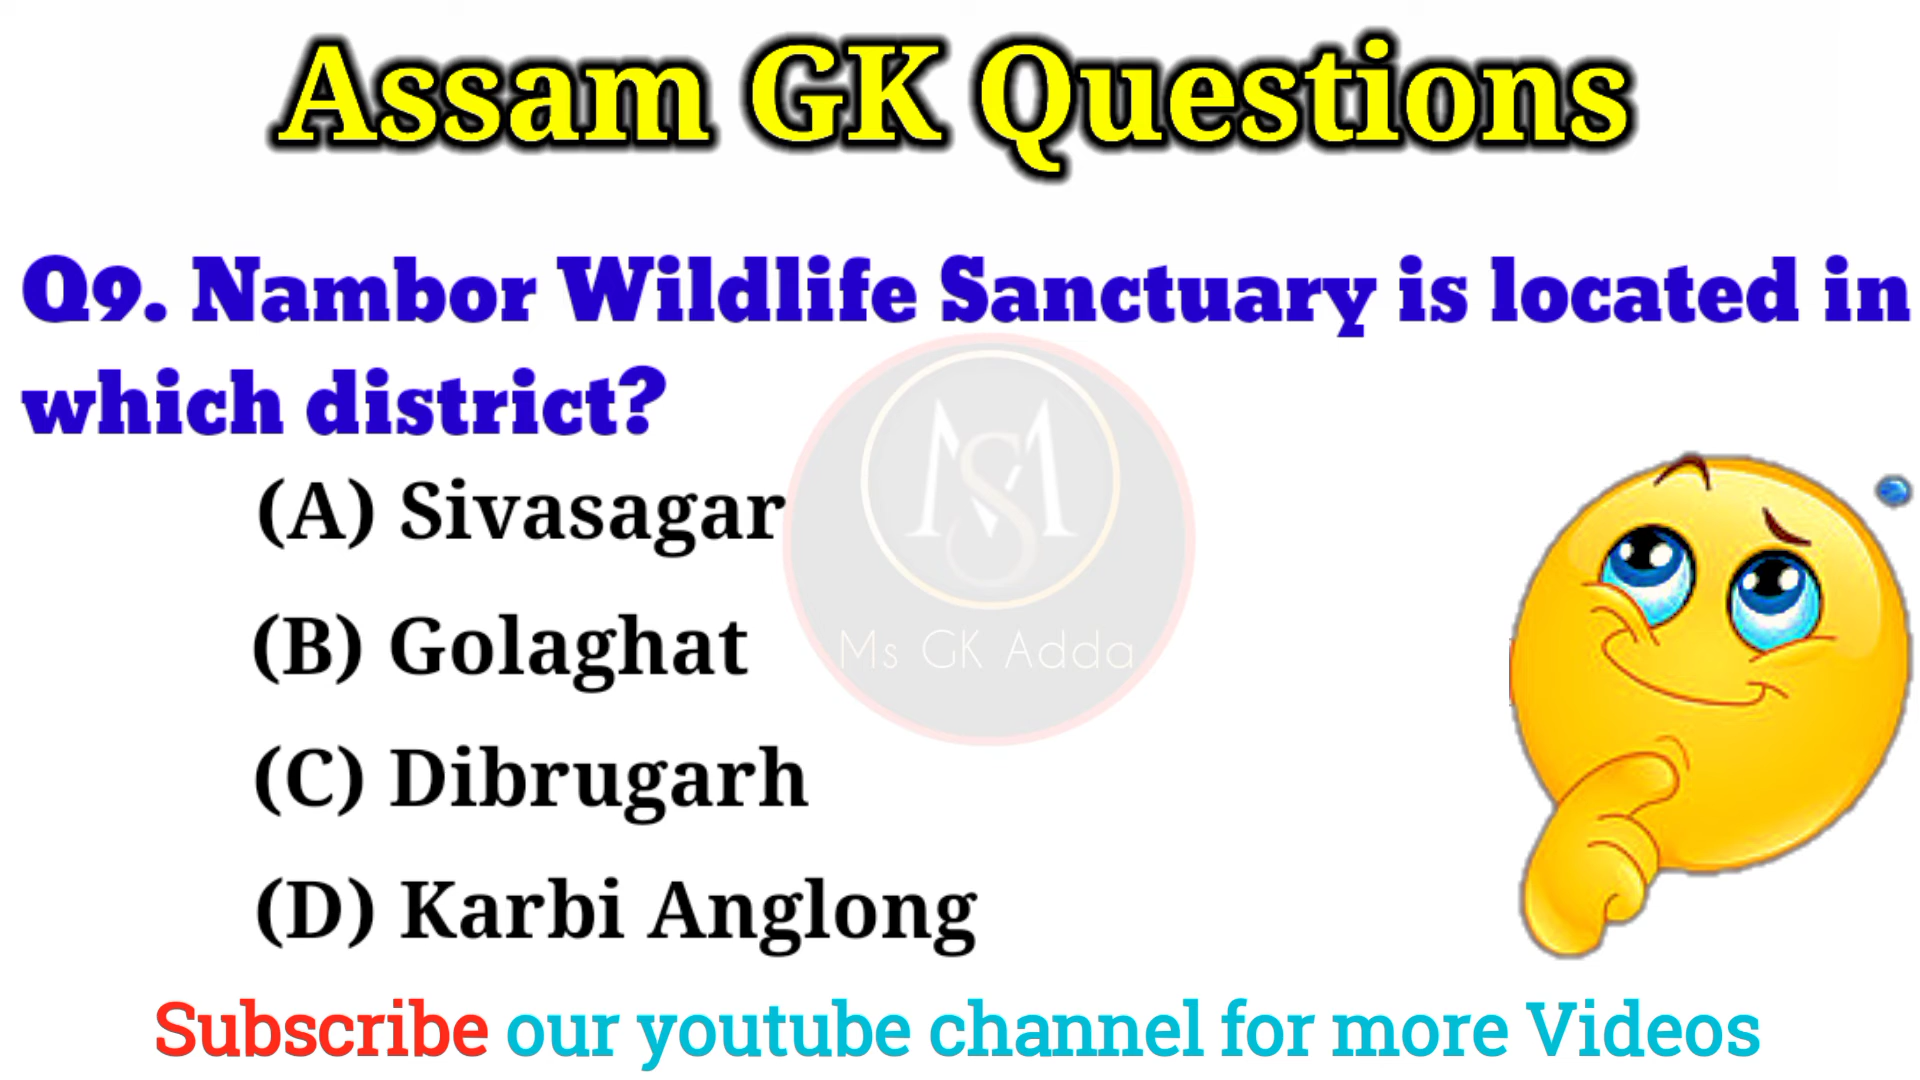 Assam GK Questions
Q9. Nambor Wildlife Sanctuary is located in
which district?
(A) Sivasagar
MS
(B) Golaghat
Ms GK Adda
(C) Dibrugarh
(D) Karbi Anglong
Subscribe our youtube channel for more Videos